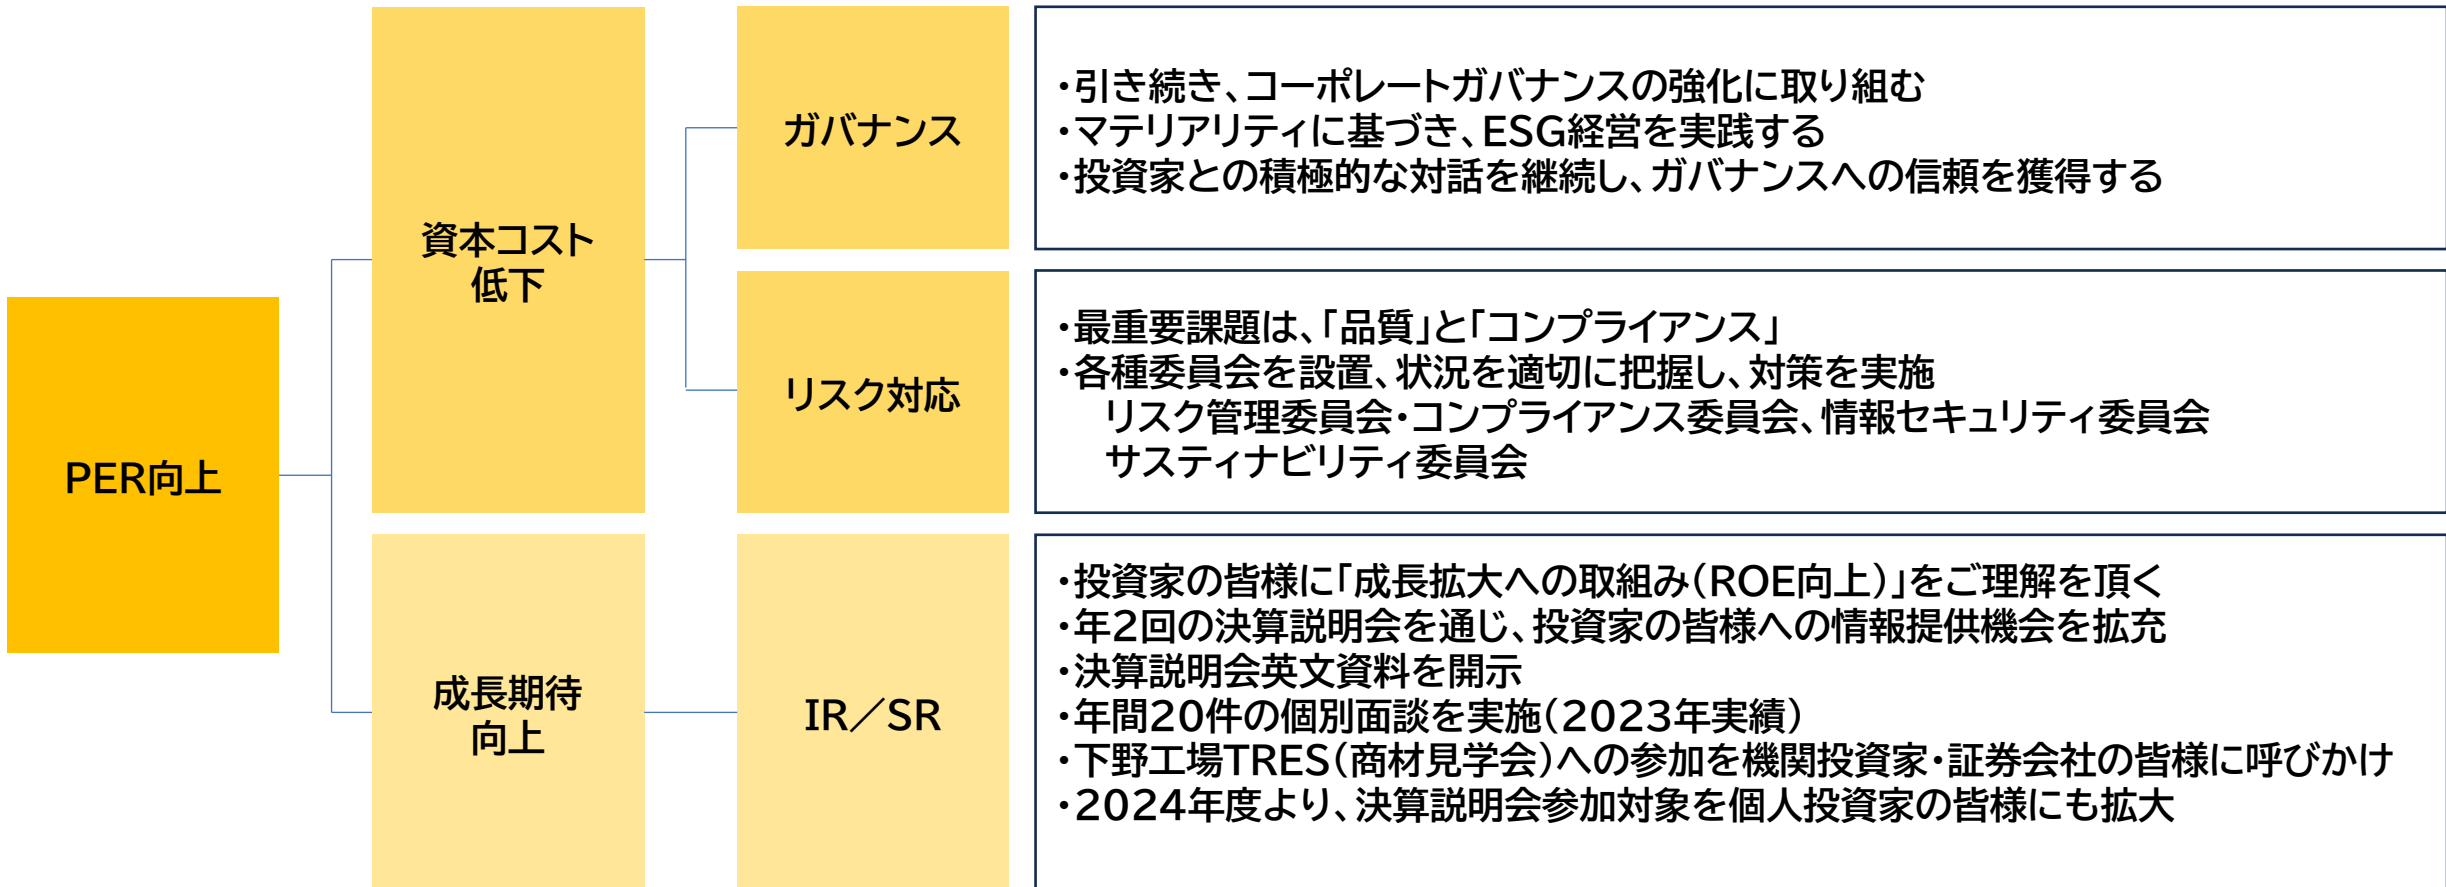 PER向上
資本コスト
低下
ガバナンス
・引き続き、コーポレートガバナンスの強化に取り組む
・マテリアリティに基づき、ESG経営を実践する
・投資家との積極的な対話を継続し、ガバナンスへの信頼を獲得する
リスク対応
・最重要課題は、「品質」と「コンプライアンス」
・各種委員会を設置、状況を適切に把握し、対策を実施
リスク管理委員会・コンプライアンス委員会、情報セキュリティ委員会
サスティナビリティ委員会
成長期待
向上
IR／SR
・投資家の皆様に「成長拡大への取組み（ROE向上）」をご理解を頂く
・年2回の決算説明会を通じ、投資家の皆様への情報提供機会を拡充
・決算説明会英文資料を開示
・年間20件の個別面談を実施（2023年実績）
・下野工場TRES（商材見学会）への参加を機関投資家・証券会社の皆様に呼びかけ
・2024年度より、決算説明会参加対象を個人投資家の皆様にも拡大